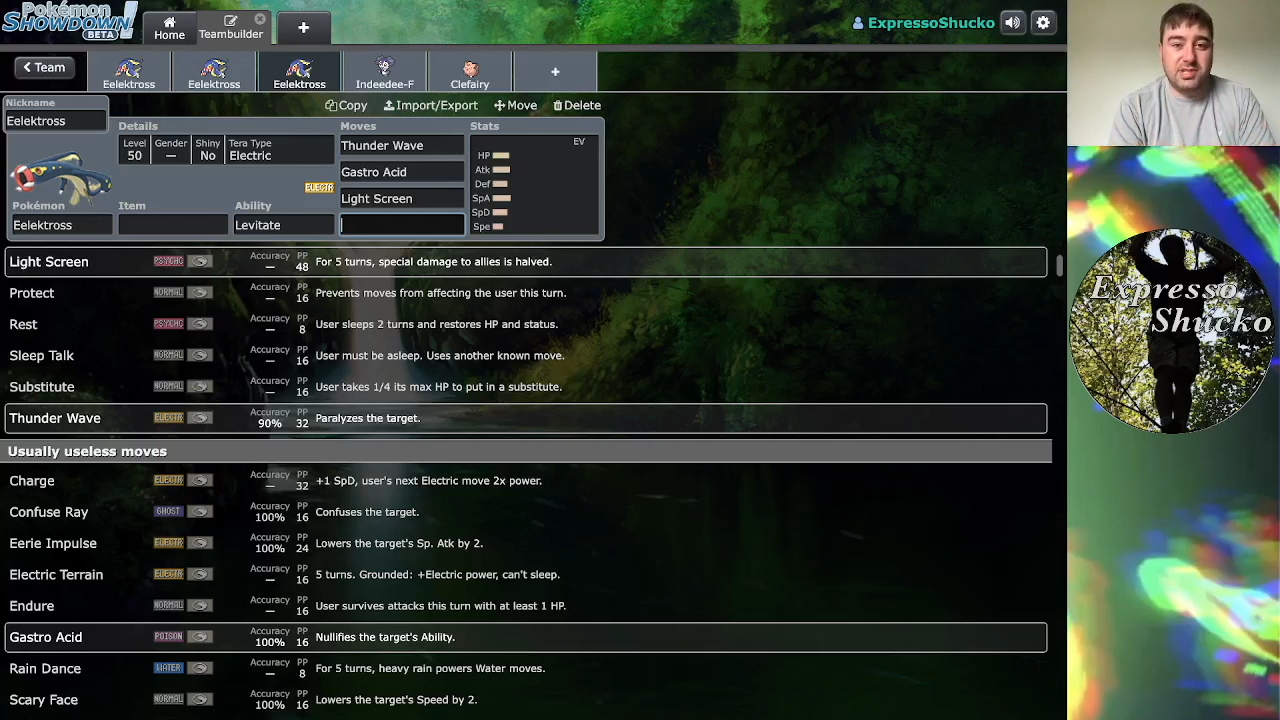 Pokémon
SHOWDOWN!
BETA
Home
Teambuilder
+
ExpressoShucko
< Team
Eelektross
Eelektross
Eelektross
Indeedee-F
Clefairy
+
Nickname
Eelektross
Copy
Import/Export
Move
Delete
Details
Moves
Stats
Level
50
Gender
—
Shiny
No
Tera Type
Electric
Thunder Wave
Gastro Acid
Light Screen
EV
HP
Atk
Def
SpA
SpD
Spe
ELECTR
Pokémon
Item
Ability
Eelektross
Levitate
Light Screen PSYCHC Accuracy — PP 48 For 5 turns, special damage to allies is halved.
Protect NORMAL Accuracy — PP 16 Prevents moves from affecting the user this turn.
Rest PSYCHC Accuracy — PP 8 User sleeps 2 turns and restores HP and status.
Sleep Talk NORMAL Accuracy — PP 16 User must be asleep. Uses another known move.
Substitute NORMAL Accuracy — PP 16 User takes 1/4 its max HP to put in a substitute.
Thunder Wave ELECTR Accuracy 90% PP 32 Paralyzes the target.
Usually useless moves
Charge ELECTR Accuracy — PP 32 +1 SpD, user's next Electric move 2x power.
Confuse Ray GHOST Accuracy 100% PP 16 Confuses the target.
Eerie Impulse ELECTR Accuracy 100% PP 24 Lowers the target's Sp. Atk by 2.
Electric Terrain ELECTR Accuracy — PP 16 5 turns. Grounded: +Electric power, can't sleep.
Endure NORMAL Accuracy — PP 16 User survives attacks this turn with at least 1 HP.
Gastro Acid POISON Accuracy 100% PP 16 Nullifies the target's Ability.
Rain Dance WATER Accuracy — PP 8 For 5 turns, heavy rain powers Water moves.
Scary Face NORMAL Accuracy 100% PP 16 Lowers the target's Speed by 2.
Expresso
Shucko